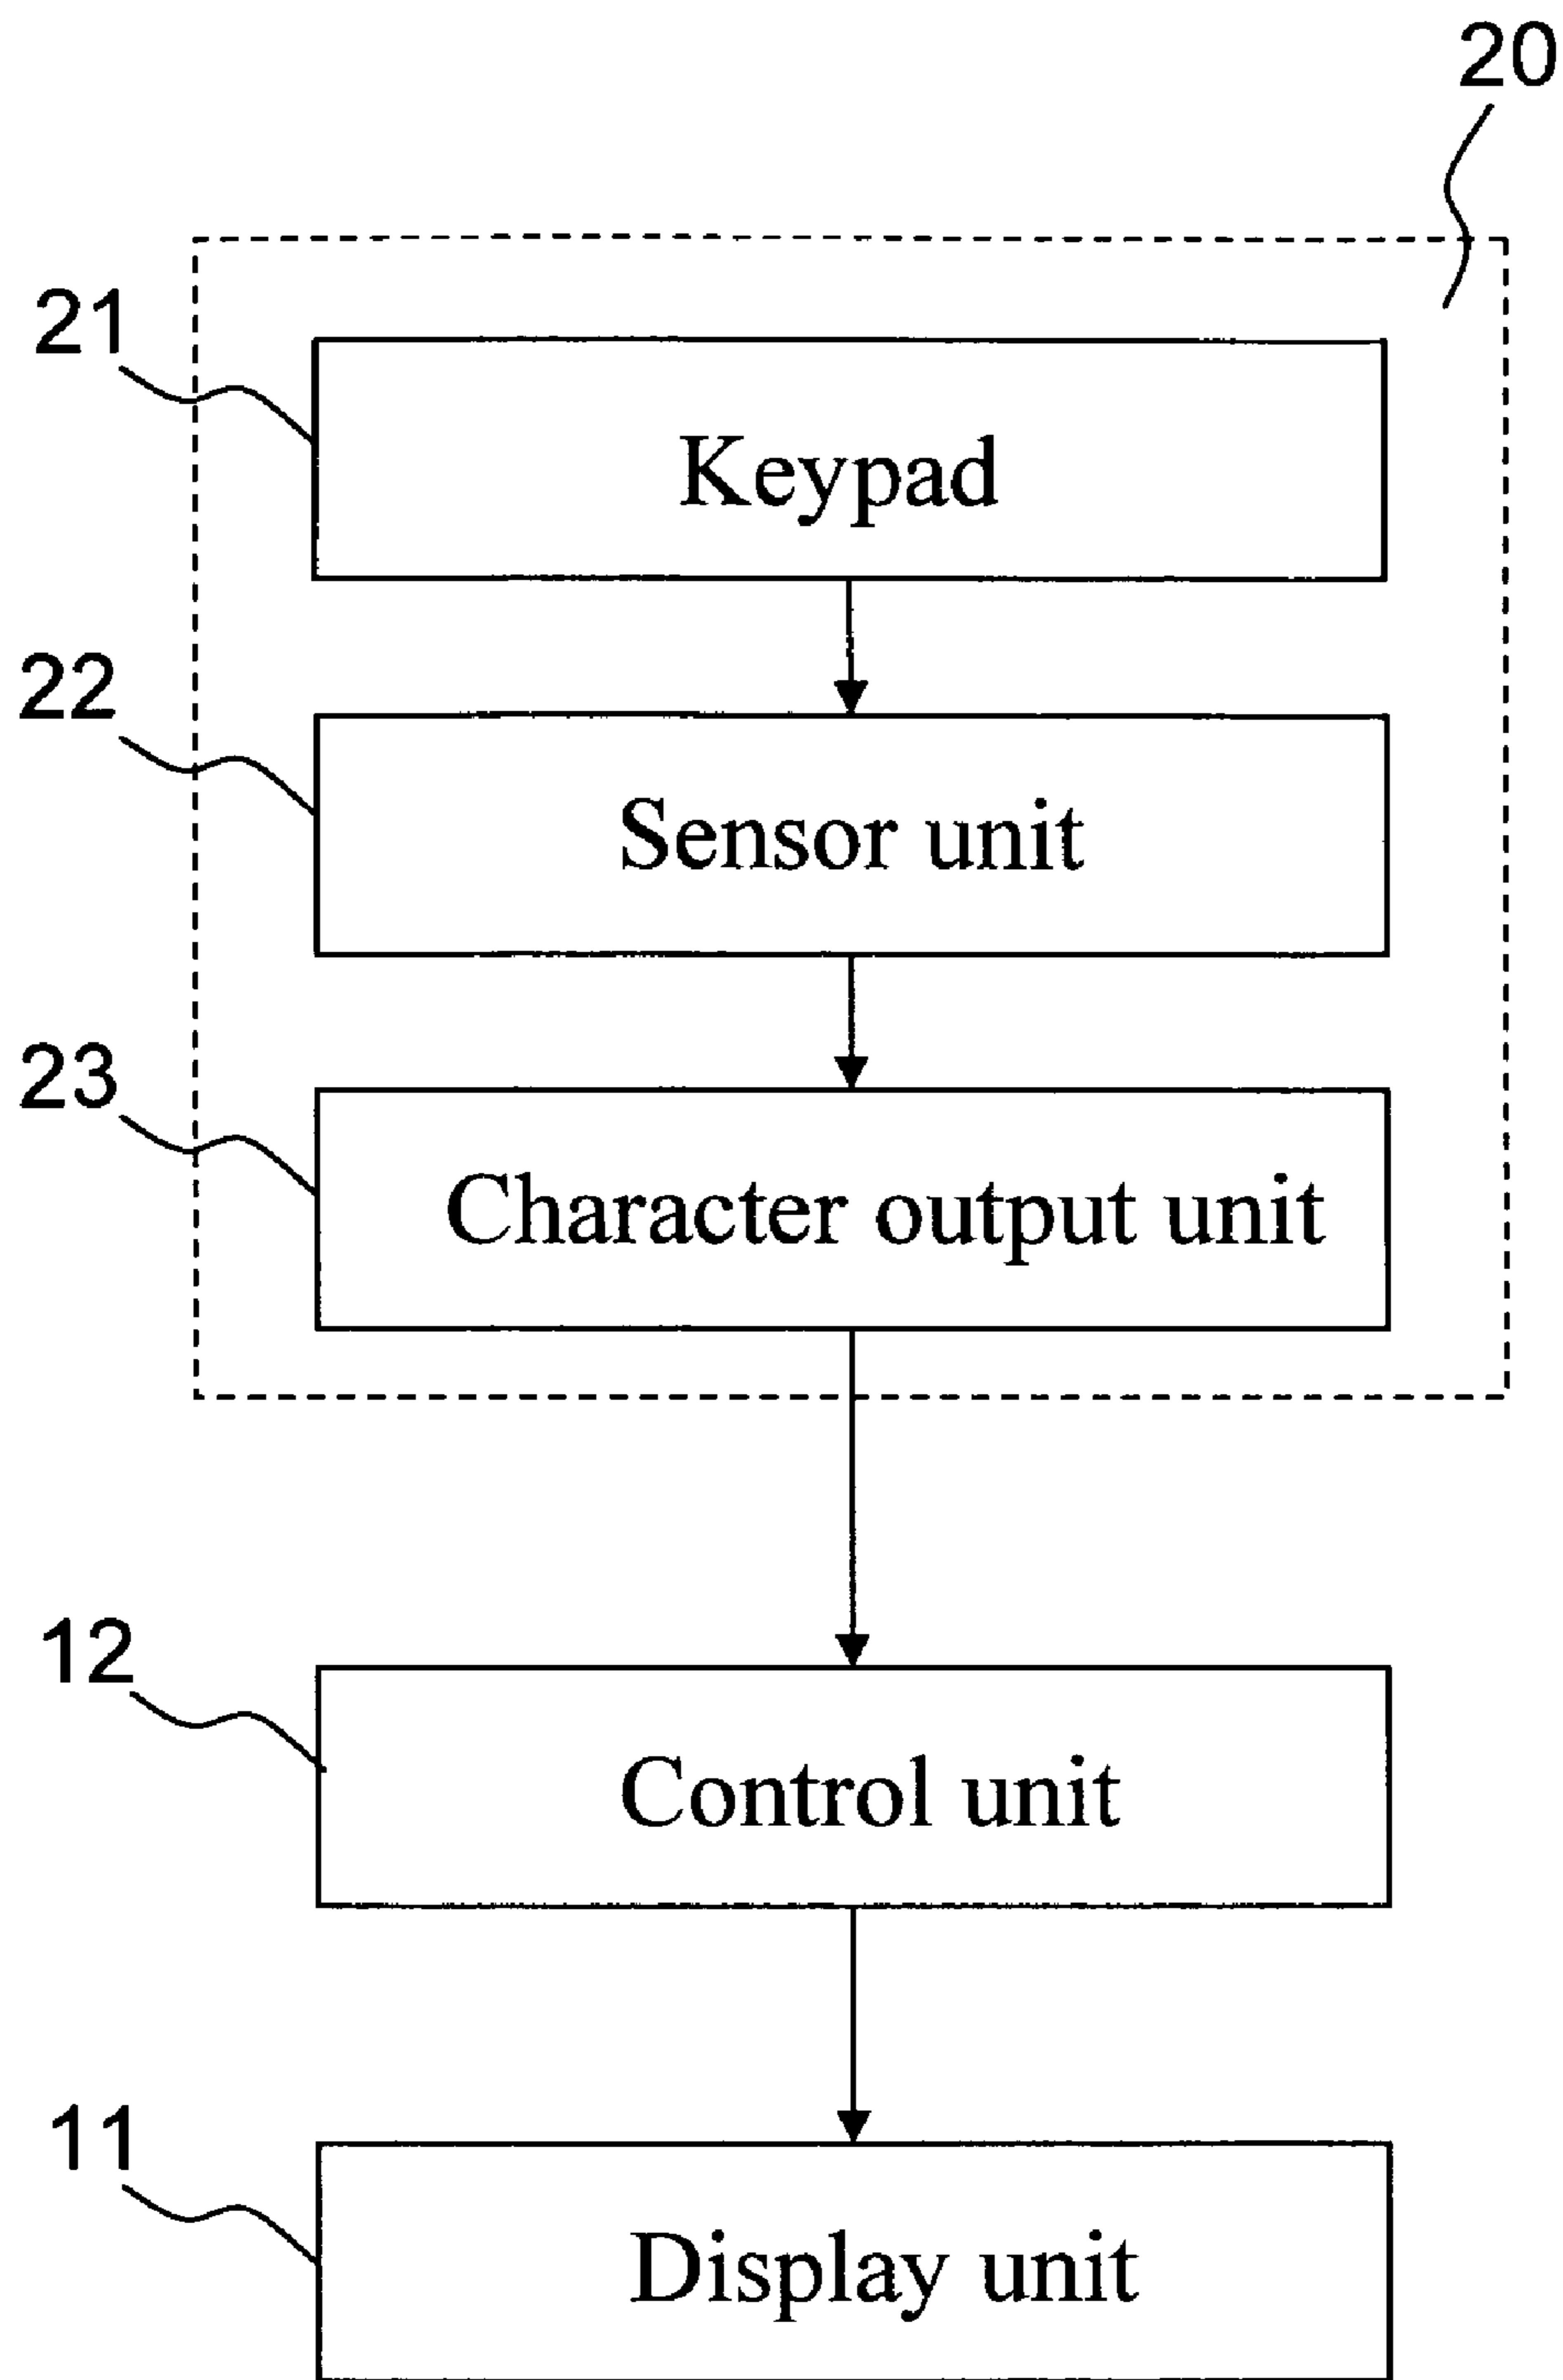 20
21
Keypad
22
Sensor unit
23
Character output unit
12
Control unit
11
Display unit